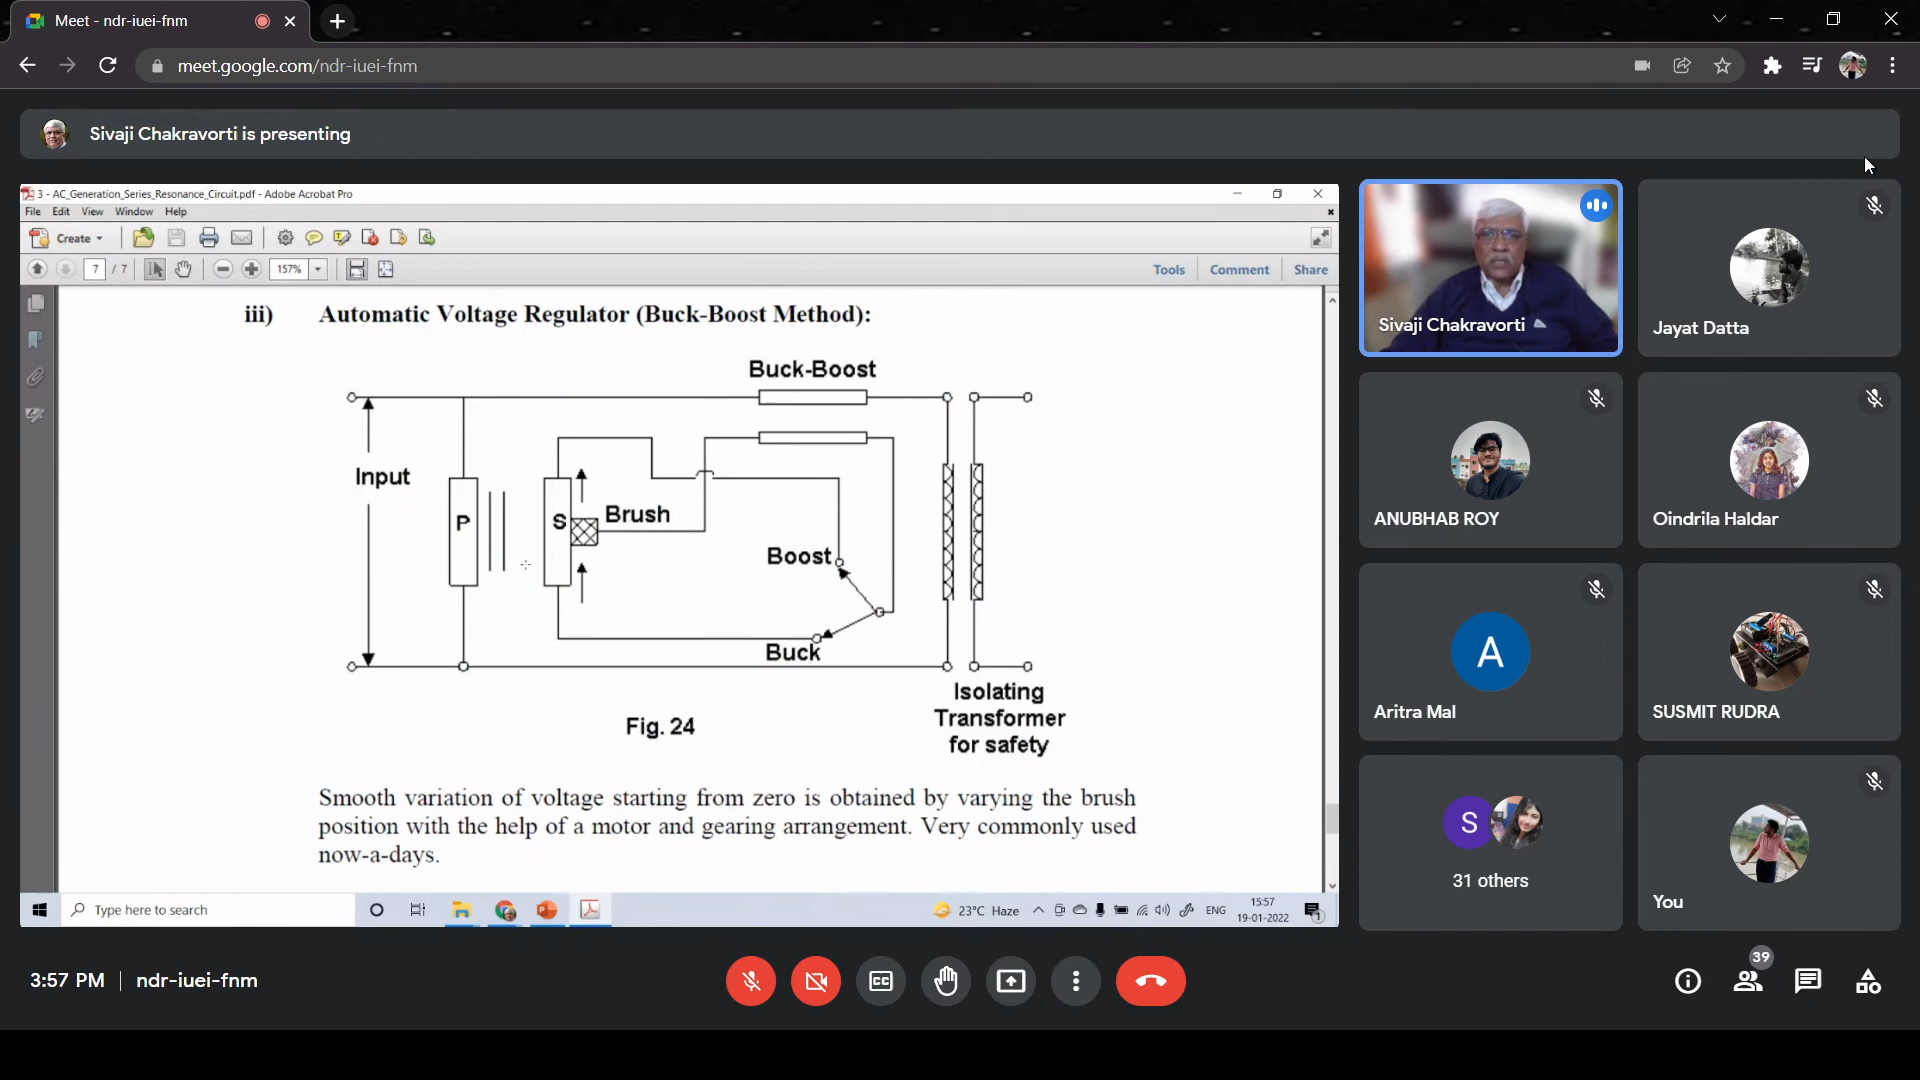 Meet - ndr-iuei-fnm
meet.google.com/ndr-iuei-fnm
Sivaji Chakravorti is presenting
3 - AC_Generation_Series_Resonance_Circuit.pdf - Adobe Acrobat Pro
File Edit View Window Help
Create
7 / 7 157% Tools Comment Share
iii) Automatic Voltage Regulator (Buck-Boost Method):
Buck-Boost
Input
P
S
Brush
Boost
Buck
Isolating
Transformer
for safety
Fig. 24
Smooth variation of voltage starting from zero is obtained by varying the brush
position with the help of a motor and gearing arrangement. Very commonly used
now-a-days.
Type here to search
23°C Haze
ENG
15:57
19-01-2022
1
Sivaji Chakravorti
Jayat Datta
ANUBHAB ROY
Oindrila Haldar
A
Aritra Mal
SUSMIT RUDRA
S
31 others
You
3:57 PM | ndr-iuei-fnm
CC
39